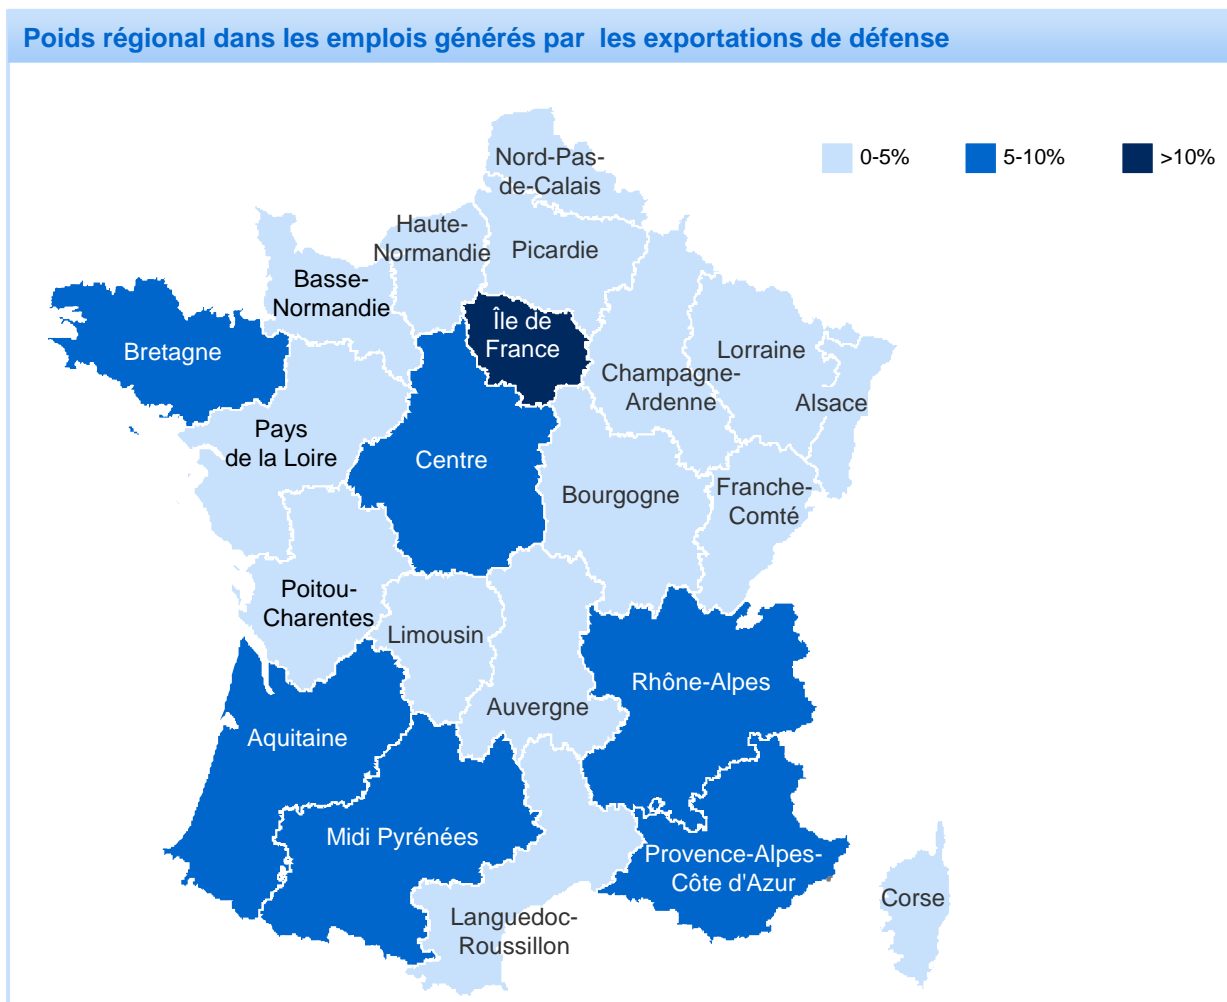 Poids régional dans les emplois générés par  les exportations de défense
0-5%
5-10%
>10%
Nord-Pas-
de-Calais
Haute-
Normandie
Picardie
Basse-
Normandie
Île de
France
Bretagne
Lorraine
Champagne-
Ardenne
Alsace
Pays
de la Loire
Centre
Bourgogne
Franche-
Comté
Poitou-
Charentes
Limousin
Rhône-Alpes
Auvergne
Aquitaine
Midi Pyrénées
Provence-Alpes-
Côte d'Azur
Corse
Languedoc-
Roussillon